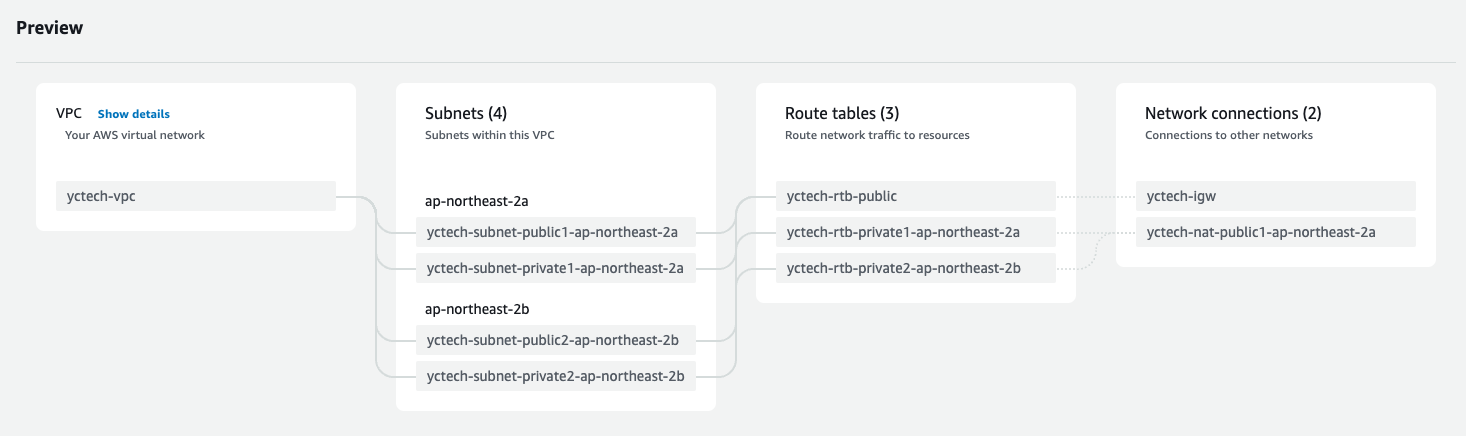 Preview
VPC Show details
Your AWS virtual network
yctech-vpc
Subnets (4)
Subnets within this VPC
ap-northeast-2a
yctech-subnet-public1-ap-northeast-2a
yctech-subnet-private1-ap-northeast-2a
ap-northeast-2b
yctech-subnet-public2-ap-northeast-2b
yctech-subnet-private2-ap-northeast-2b
Route tables (3)
Route network traffic to resources
yctech-rtb-public
yctech-rtb-private1-ap-northeast-2a
yctech-rtb-private2-ap-northeast-2b
Network connections (2)
Connections to other networks
yctech-igw
yctech-nat-public1-ap-northeast-2a